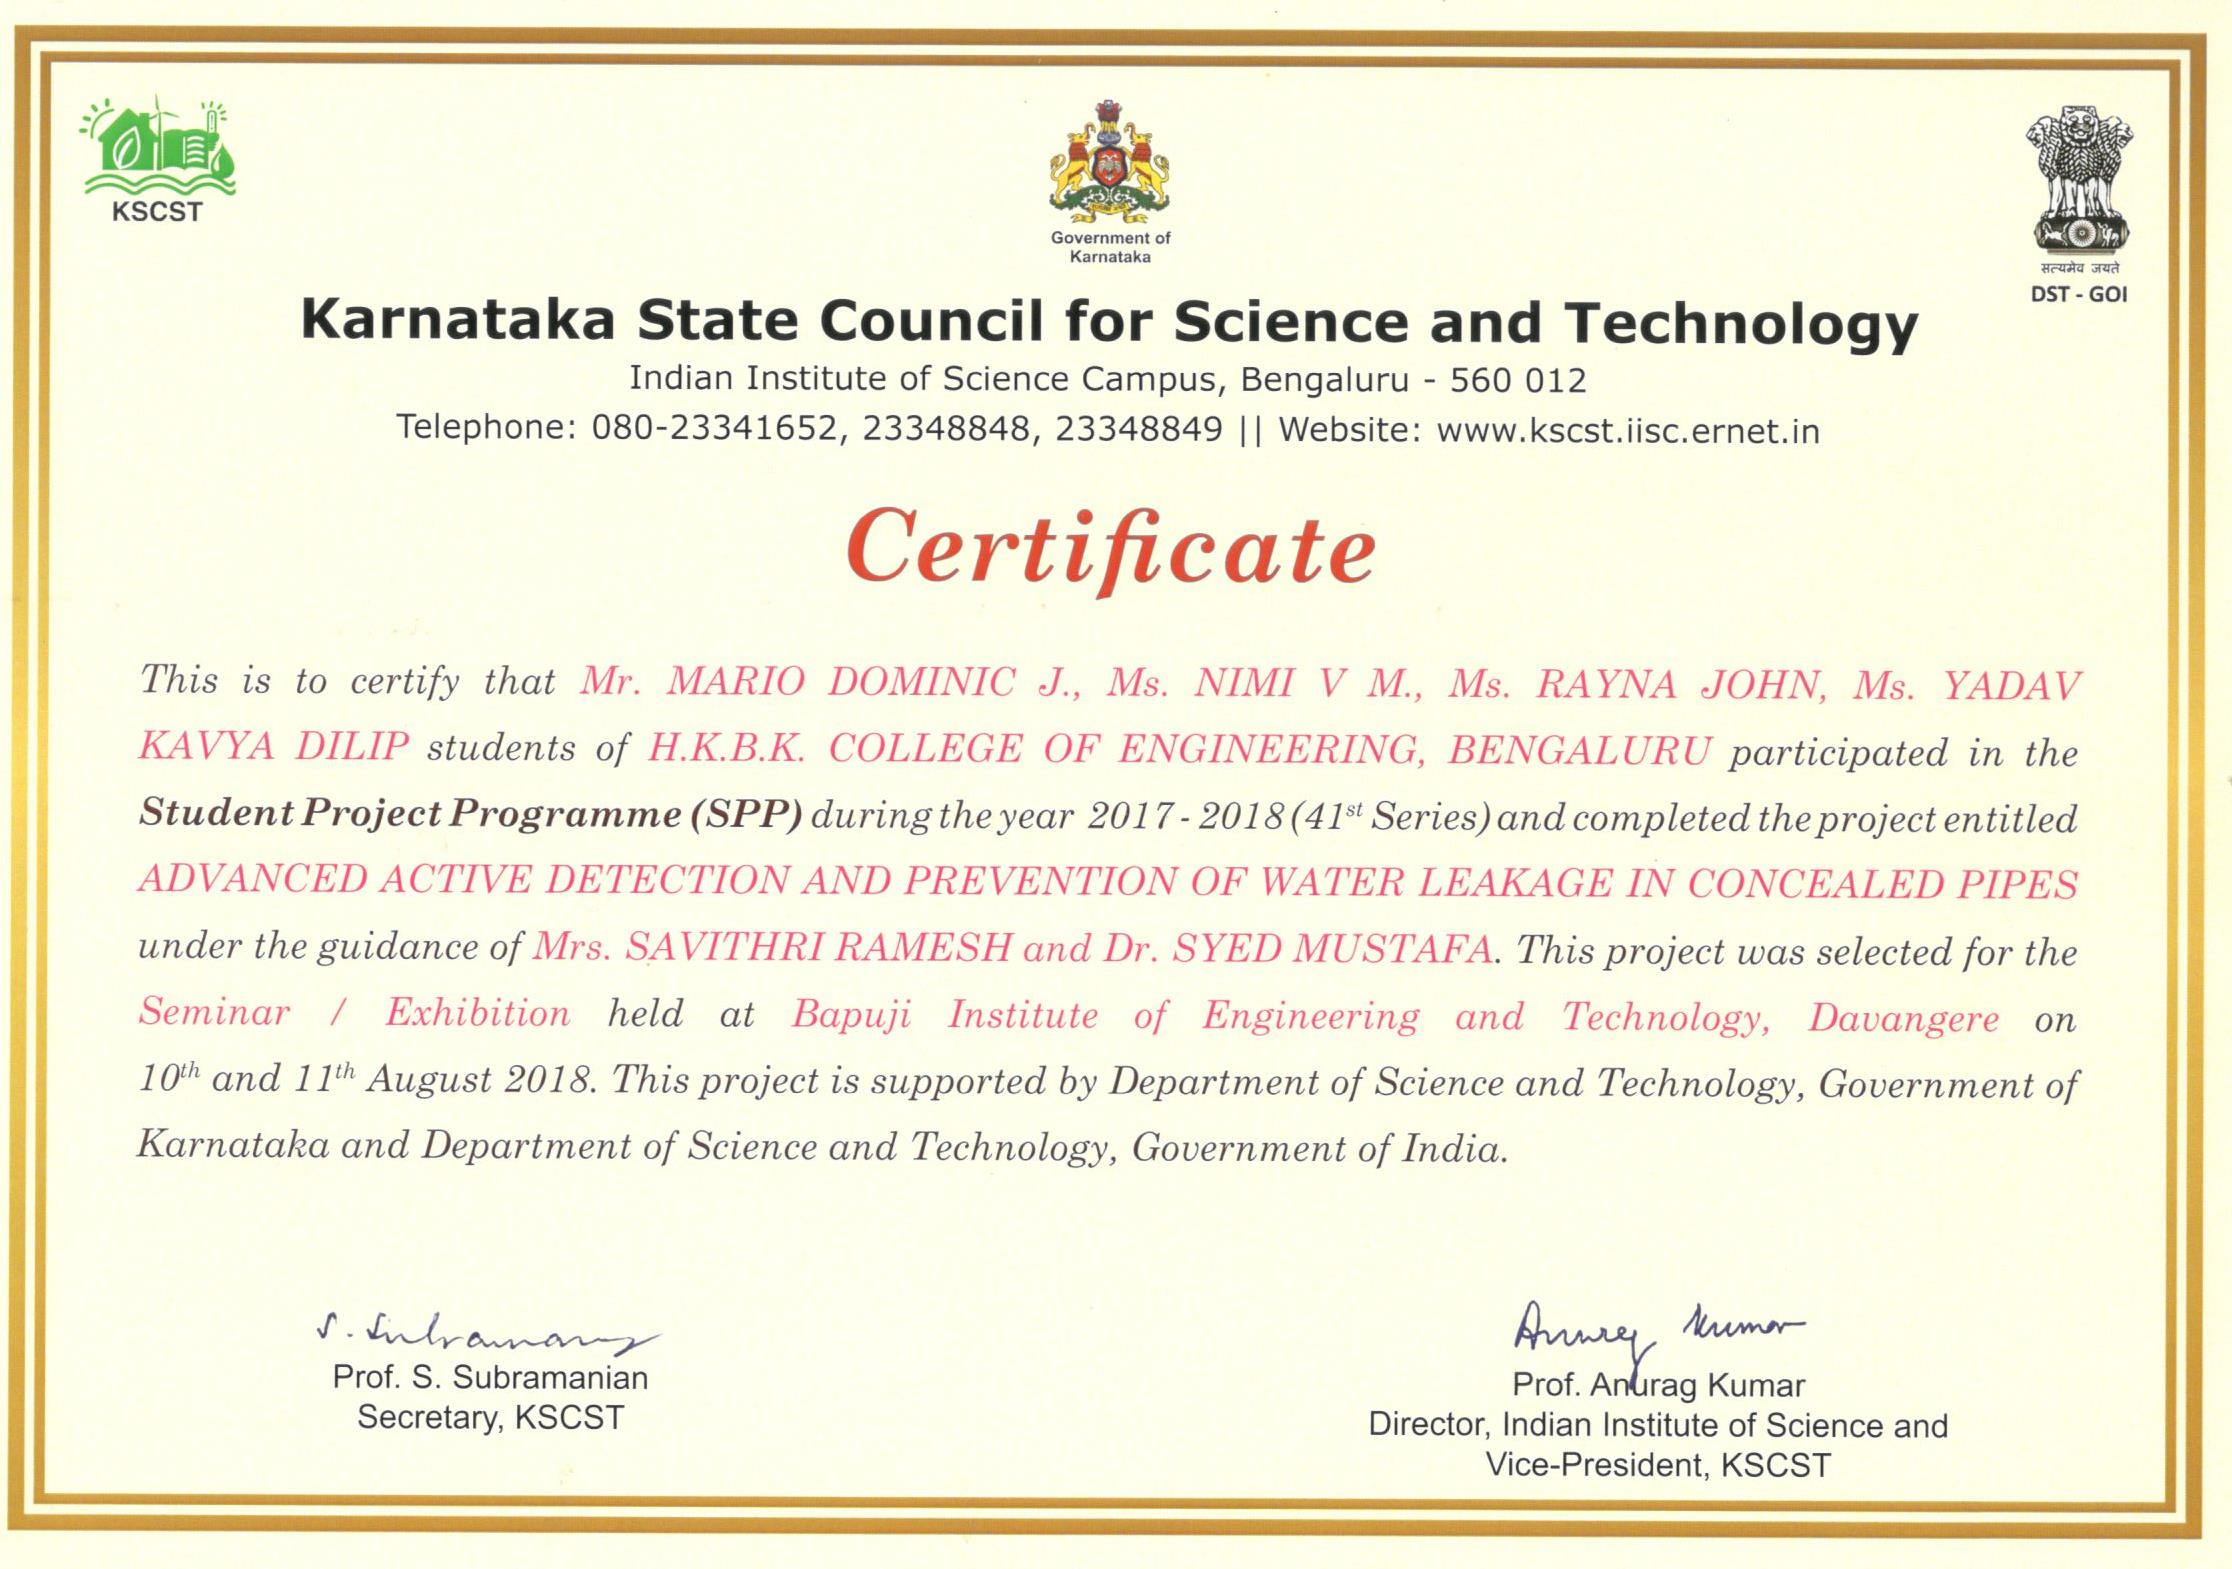 KSCST
Government of
Karnataka
सत्यमेव जयते
DST - GOI
Karnataka State Council for Science and Technology
Indian Institute of Science Campus, Bengaluru - 560 012
Telephone: 080-23341652, 23348848, 23348849 || Website: www.kscst.iisc.ernet.in
Certificate
This is to certify that Mr. MARIO DOMINIC J., Ms. NIMI V M., Ms. RAYNA JOHN, Ms. YADAV
KAVYA DILIP students of H.K.B.K. COLLEGE OF ENGINEERING, BENGALURU participated in the
Student Project Programme (SPP) during the year 2017 - 2018 (41st Series) and completed the project entitled
ADVANCED ACTIVE DETECTION AND PREVENTION OF WATER LEAKAGE IN CONCEALED PIPES
under the guidance of Mrs. SAVITHRI RAMESH and Dr. SYED MUSTAFA. This project was selected for the
Seminar / Exhibition held at Bapuji Institute of Engineering and Technology, Davangere on
10th and 11th August 2018. This project is supported by Department of Science and Technology, Government of
Karnataka and Department of Science and Technology, Government of India.
S. Subramany
Anurag Kumar
Prof. S. Subramanian
Secretary, KSCST
Prof. Anurag Kumar
Director, Indian Institute of Science and
Vice-President, KSCST